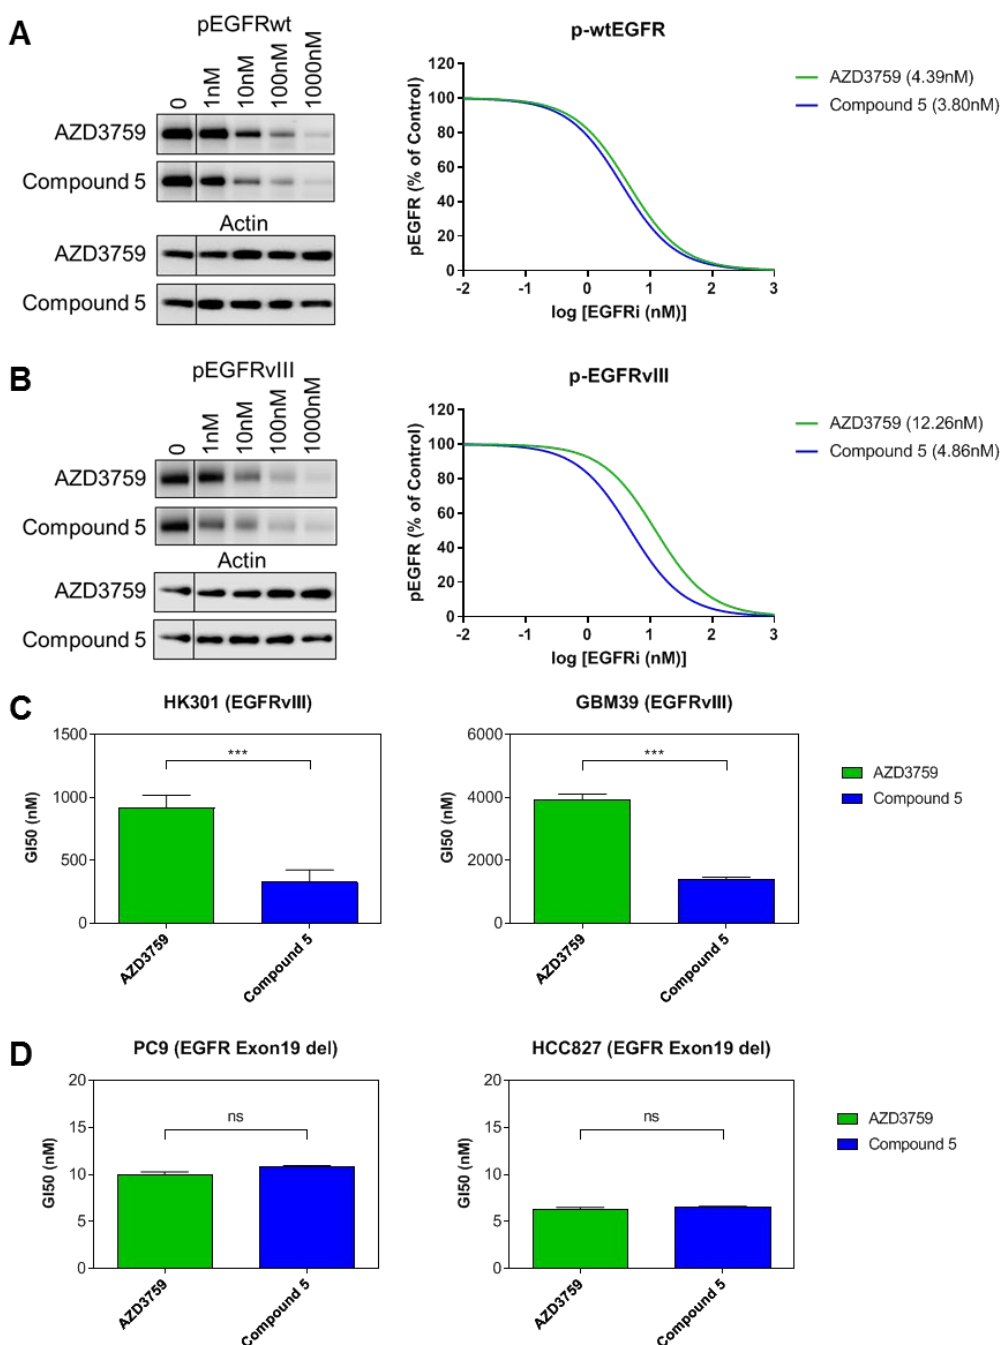 A
pEGFRwt
0 1nM 10nM 100nM 1000nM
AZD3759
Compound 5
Actin
AZD3759
Compound 5
p-wtEGFR
pEGFR (% of Control)
120
100
80
60
40
20
0
-2 -1 0 1 2 3
log [EGFRi (nM)]
AZD3759 (4.39nM)
Compound 5 (3.80nM)
B
pEGFRvIII
0 1nM 10nM 100nM 1000nM
AZD3759
Compound 5
Actin
AZD3759
Compound 5
p-EGFRvIII
pEGFR (% of Control)
120
100
80
60
40
20
0
-2 -1 0 1 2 3
log [EGFRi (nM)]
AZD3759 (12.26nM)
Compound 5 (4.86nM)
C
HK301 (EGFRvIII)
GI50 (nM)
1500
1000
500
0
***
AZD3759
Compound 5
GBM39 (EGFRvIII)
GI50 (nM)
6000
4000
2000
0
***
AZD3759
Compound 5
AZD3759
Compound 5
D
PC9 (EGFR Exon19 del)
GI50 (nM)
20
15
10
5
0
ns
AZD3759
Compound 5
HCC827 (EGFR Exon19 del)
GI50 (nM)
20
15
10
5
0
ns
AZD3759
Compound 5
AZD3759
Compound 5